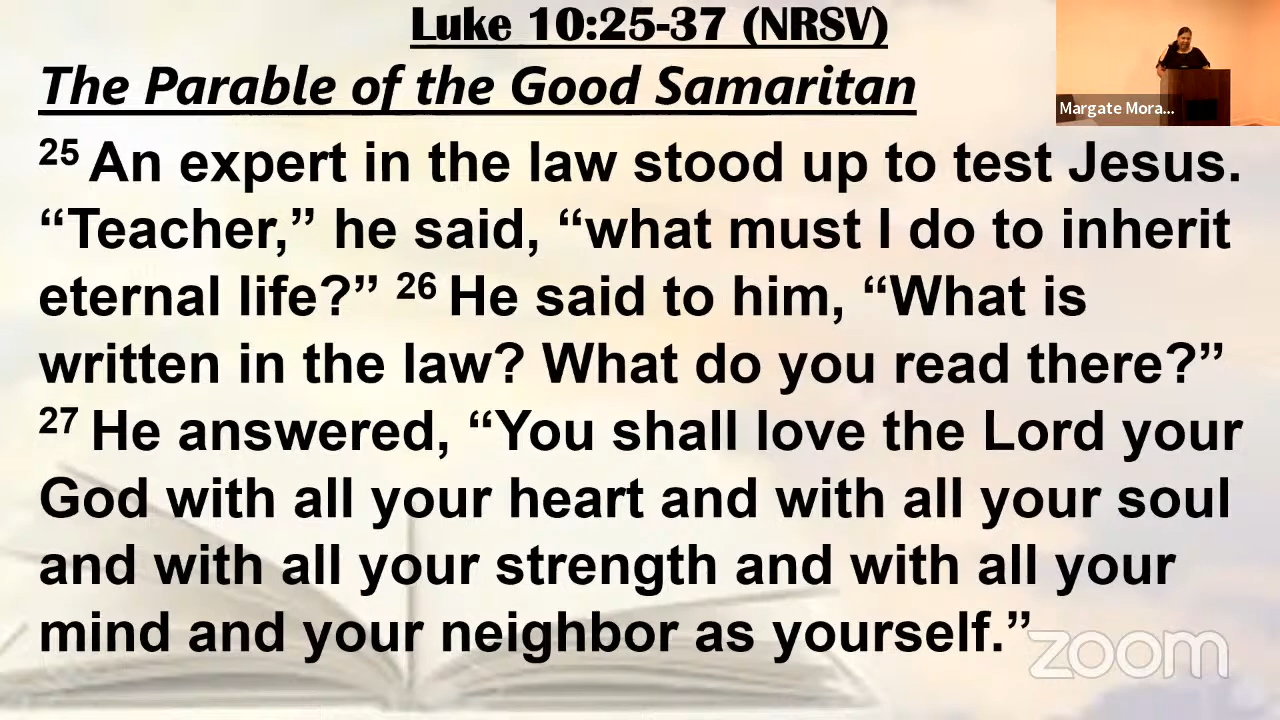 Luke 10:25-37 (NRSV)
The Parable of the Good Samaritan
Margate Mora...
25 An expert in the law stood up to test Jesus.
“Teacher,” he said, “what must I do to inherit
eternal life?” 26 He said to him, “What is
written in the law? What do you read there?”
27 He answered, “You shall love the Lord your
God with all your heart and with all your soul
and with all your strength and with all your
mind and your neighbor as yourself.”
zoom